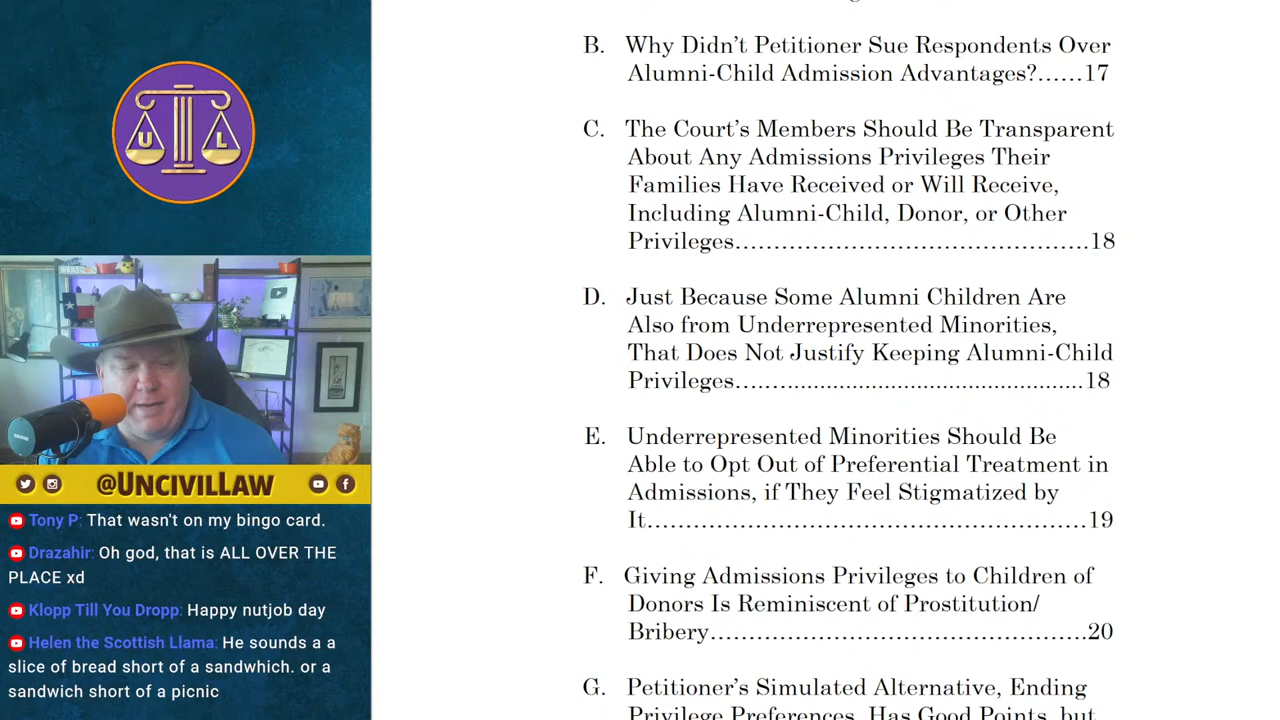 U L
@UNCIVILLAW
Tony P: That wasn't on my bingo card.
Drazahir: Oh god, that is ALL OVER THE
PLACE xd
Klopp Till You Dropp: Happy nutjob day
Helen the Scottish Llama: He sounds a a
slice of bread short of a sandwhich. or a
sandwich short of a picnic
B. Why Didn't Petitioner Sue Respondents Over
Alumni-Child Admission Advantages?......17
C. The Court's Members Should Be Transparent
About Any Admissions Privileges Their
Families Have Received or Will Receive,
Including Alumni-Child, Donor, or Other
Privileges..........................................18
D. Just Because Some Alumni Children Are
Also from Underrepresented Minorities,
That Does Not Justify Keeping Alumni-Child
Privileges..................................................18
E. Underrepresented Minorities Should Be
Able to Opt Out of Preferential Treatment in
Admissions, if They Feel Stigmatized by
It.....................................................19
F. Giving Admissions Privileges to Children of
Donors Is Reminiscent of Prostitution/
Bribery.............................................20
G. Petitioner's Simulated Alternative, Ending
Privilege Preferences, Has Good Points, but